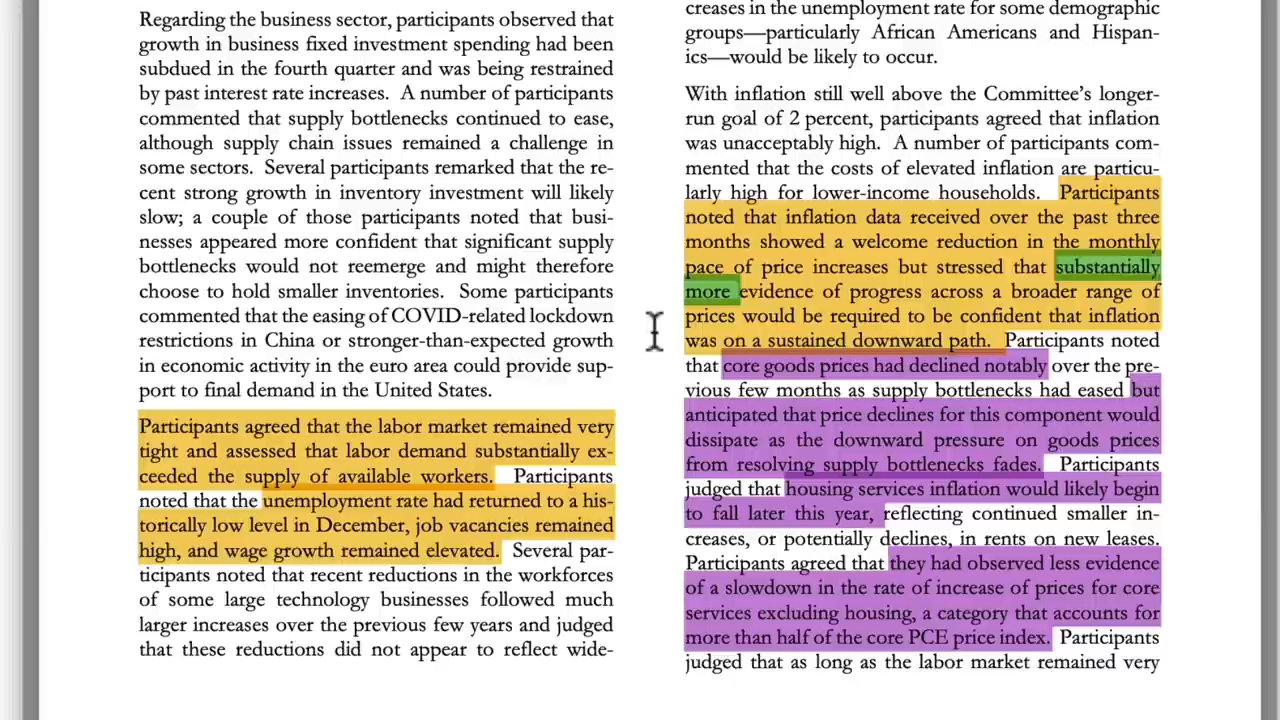 Regarding the business sector, participants observed that
growth in business fixed investment spending had been
subdued in the fourth quarter and was being restrained
by past interest rate increases. A number of participants
commented that supply bottlenecks continued to ease,
although supply chain issues remained a challenge in
some sectors. Several participants remarked that the re-
cent strong growth in inventory investment will likely
slow; a couple of those participants noted that busi-
nesses appeared more confident that significant supply
bottlenecks would not reemerge and might therefore
choose to hold smaller inventories. Some participants
commented that the easing of COVID-related lockdown
restrictions in China or stronger-than-expected growth
in economic activity in the euro area could provide sup-
port to final demand in the United States.
Participants agreed that the labor market remained very
tight and assessed that labor demand substantially ex-
ceeded the supply of available workers. Participants
noted that the unemployment rate had returned to a his-
torically low level in December, job vacancies remained
high, and wage growth remained elevated. Several par-
ticipants noted that recent reductions in the workforces
of some large technology businesses followed much
larger increases over the previous few years and judged
that these reductions did not appear to reflect wide-
creases in the unemployment rate for some demographic
groups—particularly African Americans and Hispan-
ics—would be likely to occur.
With inflation still well above the Committee's longer-
run goal of 2 percent, participants agreed that inflation
was unacceptably high. A number of participants com-
mented that the costs of elevated inflation are particu-
larly high for lower-income households. Participants
noted that inflation data received over the past three
months showed a welcome reduction in the monthly
pace of price increases but stressed that substantially
more evidence of progress across a broader range of
prices would be required to be confident that inflation
was on a sustained downward path. Participants noted
that core goods prices had declined notably over the pre-
vious few months as supply bottlenecks had eased but
anticipated that price declines for this component would
dissipate as the downward pressure on goods prices
from resolving supply bottlenecks fades. Participants
judged that housing services inflation would likely begin
to fall later this year, reflecting continued smaller in-
creases, or potentially declines, in rents on new leases.
Participants agreed that they had observed less evidence
of a slowdown in the rate of increase of prices for core
services excluding housing, a category that accounts for
more than half of the core PCE price index. Participants
judged that as long as the labor market remained very